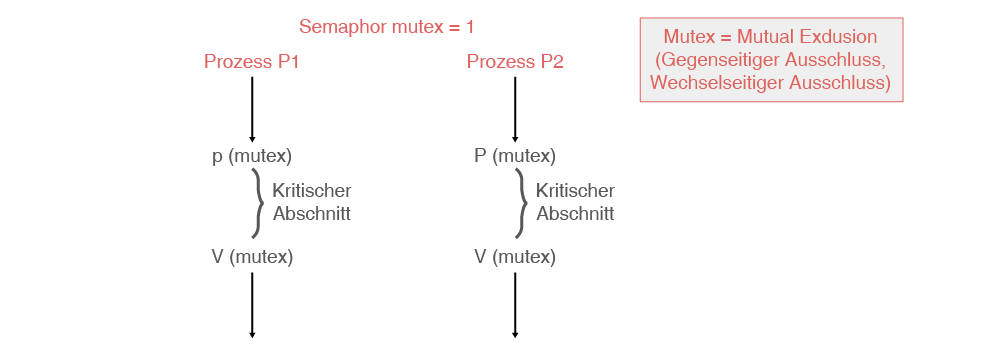 Semaphor mutex = 1
Mutex = Mutual Exdusion
(Gegenseitiger Ausschluss,
Wechselseitiger Ausschluss)
Prozess P1
Prozess P2
p (mutex)
P (mutex)
Kritischer
Abschnitt
Kritischer
Abschnitt
V (mutex)
V (mutex)